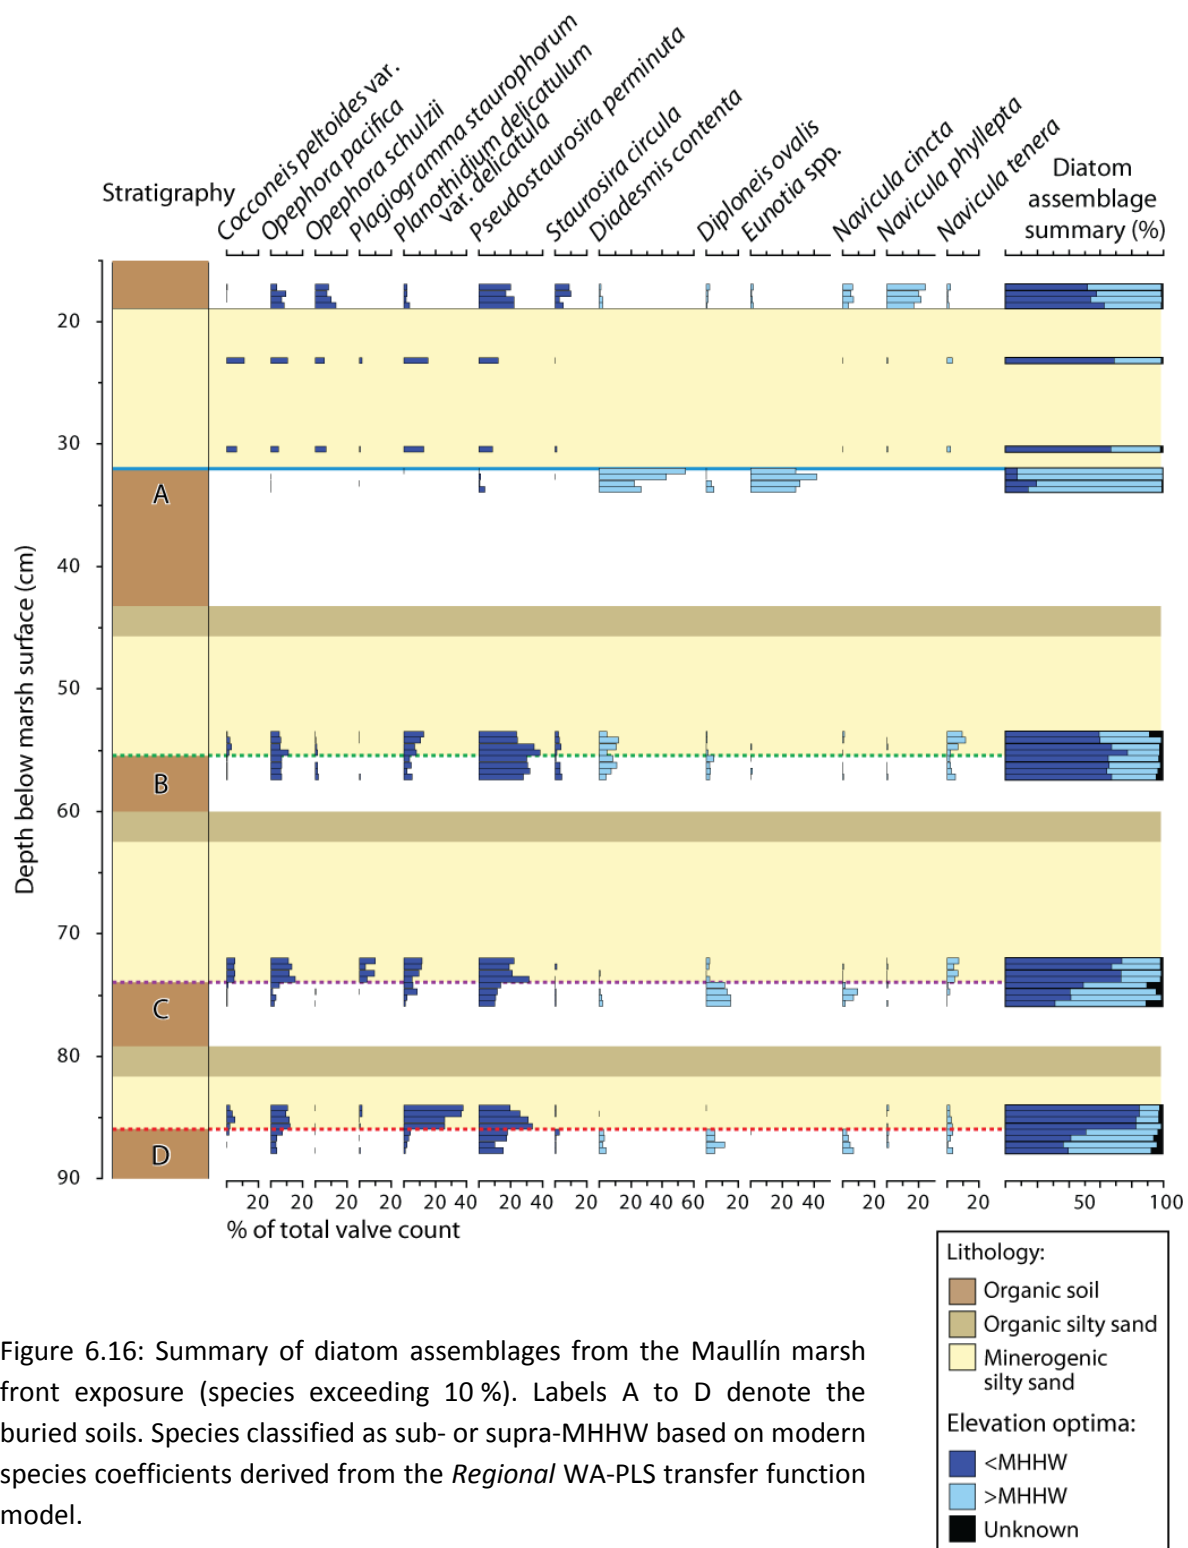 Stratigraphy
Cocconeis peltoides var.
Opephora pacifica
Opephora schulzii
Plagiogramma staurophorum
Planothidium delicatulum
var. delicatula
Pseudostaurosira perminuta
Staurosira circula
Diadesmis contenta
Diploneis ovalis
Eunotia spp.
Navicula cincta
Navicula phyllepta
Navicula tenera
Diatom
assemblage
summary (%)
Depth below marsh surface (cm)
20
30
A
40
50
B
60
70
C
80
D
90
20 20 20 20 20 40 20 40 20 20 40 60 20 20 40 20 20 20 50 100
% of total valve count
Lithology:
Organic soil
Organic silty sand
Minerogenic
silty sand
Elevation optima:
<MHHW
>MHHW
Unknown
Figure 6.16: Summary of diatom assemblages from the Maullín marsh
front exposure (species exceeding 10 %). Labels A to D denote the
buried soils. Species classified as sub- or supra-MHHW based on modern
species coefficients derived from the Regional WA-PLS transfer function
model.